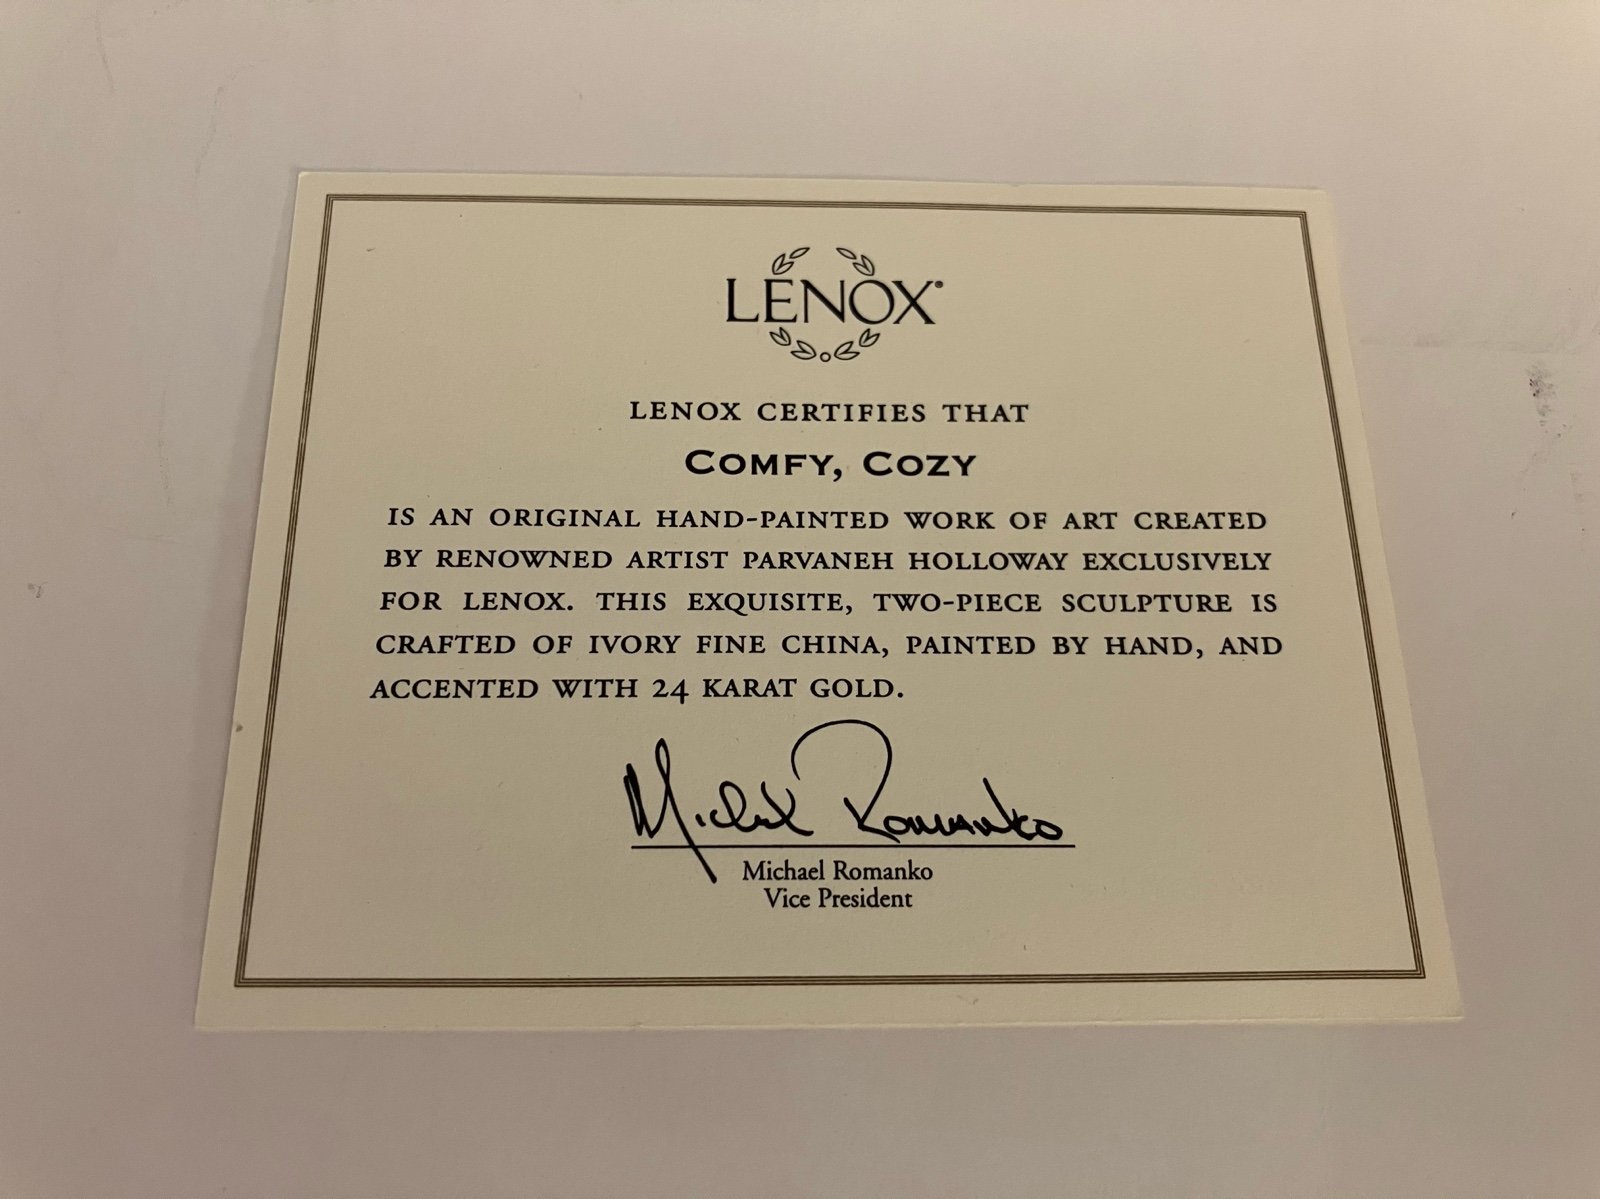 LENOX®
LENOX CERTIFIES THAT
COMFY, COZY
IS AN ORIGINAL HAND-PAINTED WORK OF ART CREATED
BY RENOWNED ARTIST PARVANEH HOLLOWAY EXCLUSIVELY
FOR LENOX. THIS EXQUISITE, TWO-PIECE SCULPTURE IS
CRAFTED OF IVORY FINE CHINA, PAINTED BY HAND, AND
ACCENTED WITH 24 KARAT GOLD.
Michael Romanko
Michael Romanko
Vice President